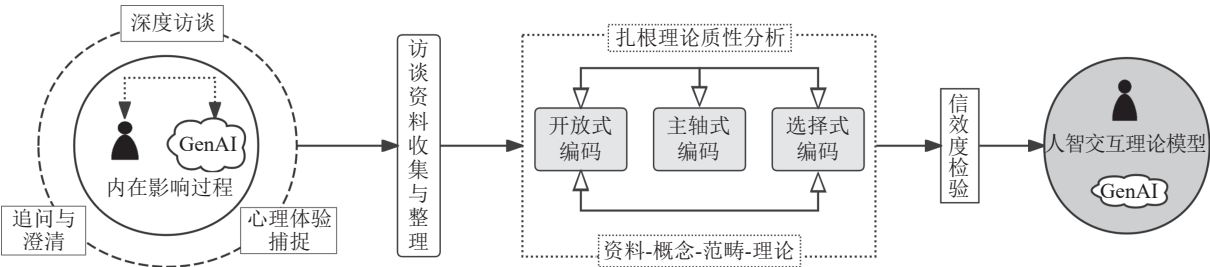 深度访谈
GenAI
内在影响过程
追问与
澄清
心理体验
捕捉
访谈资料收集与整理
扎根理论质性分析
开放式
编码
主轴式
编码
选择式
编码
资料-概念-范畴-理论
信效度检验
人智交互理论模型
GenAI